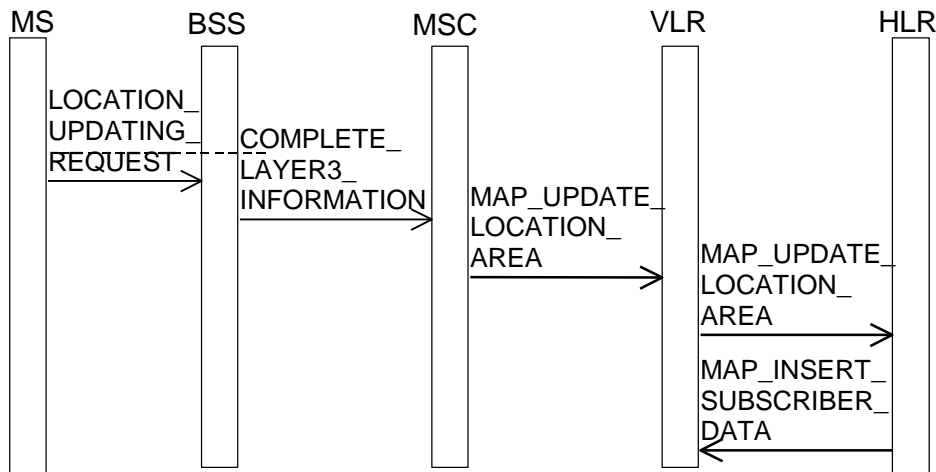 MS
BSS
MSC
VLR
HLR
LOCATION_
UPDATING_
REQUEST
COMPLETE_
LAYER3_
INFORMATION
MAP_UPDATE_
LOCATION_
AREA
MAP_UPDATE_
LOCATION_
AREA
MAP_INSERT_
SUBSCRIBER_
DATA